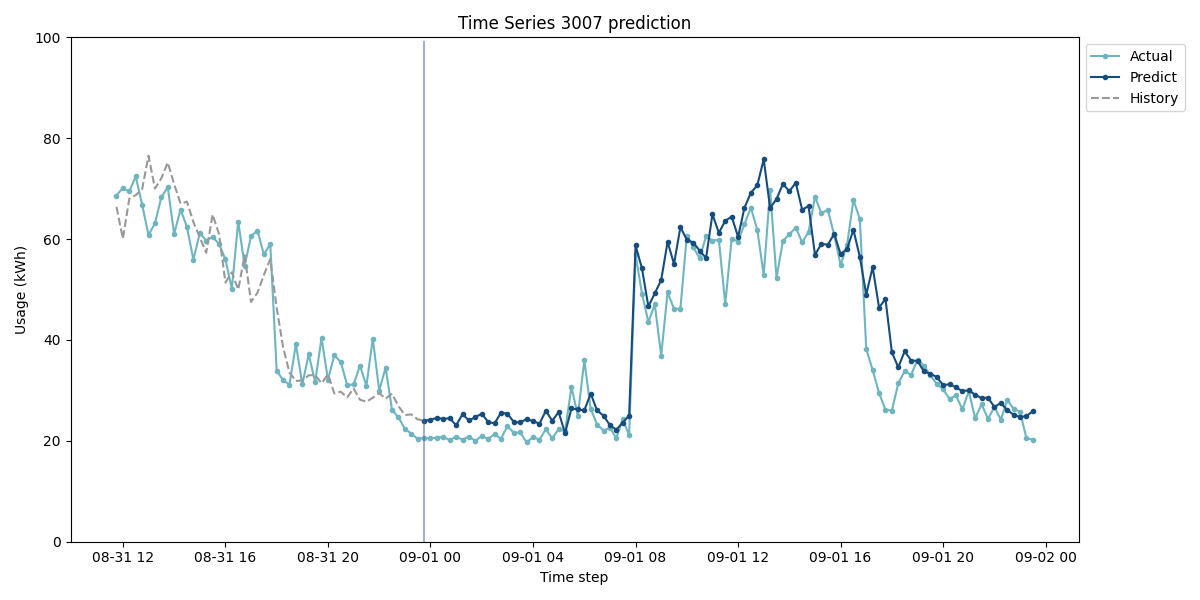 Time Series 3007 prediction
Usage (kWh)
100
80
60
40
20
0
08-31 12
08-31 16
08-31 20
09-01 00
09-01 04
09-01 08
09-01 12
09-01 16
09-01 20
09-02 00
Time step
Actual
Predict
History